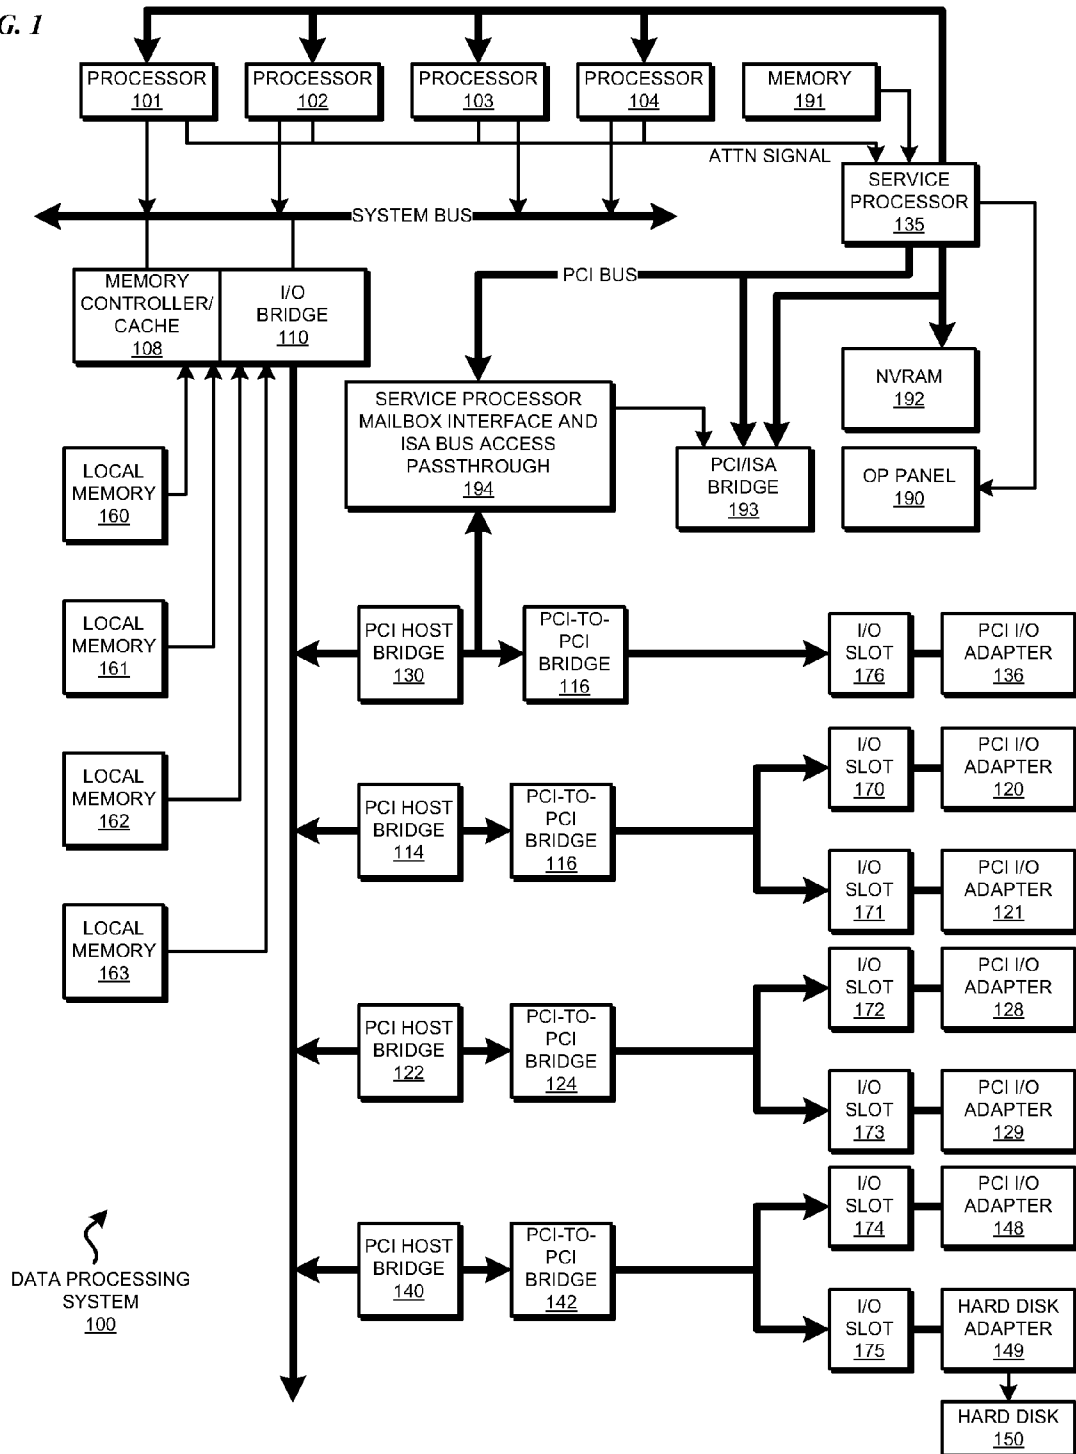 G. 1
PROCESSOR
101
PROCESSOR
102
PROCESSOR
103
PROCESSOR
104
MEMORY
191
ATTN SIGNAL
SERVICE
PROCESSOR
135
SYSTEM BUS
MEMORY
CONTROLLER/
CACHE
108
I/O
BRIDGE
110
PCI BUS
NVRAM
192
SERVICE PROCESSOR
MAILBOX INTERFACE AND
ISA BUS ACCESS
PASSTHROUGH
194
PCI/ISA
BRIDGE
193
OP PANEL
190
LOCAL
MEMORY
160
LOCAL
MEMORY
161
PCI HOST
BRIDGE
130
PCI-TO-
PCI
BRIDGE
116
I/O
SLOT
176
PCI I/O
ADAPTER
136
LOCAL
MEMORY
162
PCI HOST
BRIDGE
114
PCI-TO-
PCI
BRIDGE
116
I/O
SLOT
170
PCI I/O
ADAPTER
120
I/O
SLOT
171
PCI I/O
ADAPTER
121
LOCAL
MEMORY
163
PCI HOST
BRIDGE
122
PCI-TO-
PCI
BRIDGE
124
I/O
SLOT
172
PCI I/O
ADAPTER
128
I/O
SLOT
173
PCI I/O
ADAPTER
129
DATA PROCESSING
SYSTEM
100
PCI HOST
BRIDGE
140
PCI-TO-
PCI
BRIDGE
142
I/O
SLOT
174
PCI I/O
ADAPTER
148
I/O
SLOT
175
HARD DISK
ADAPTER
149
HARD DISK
150